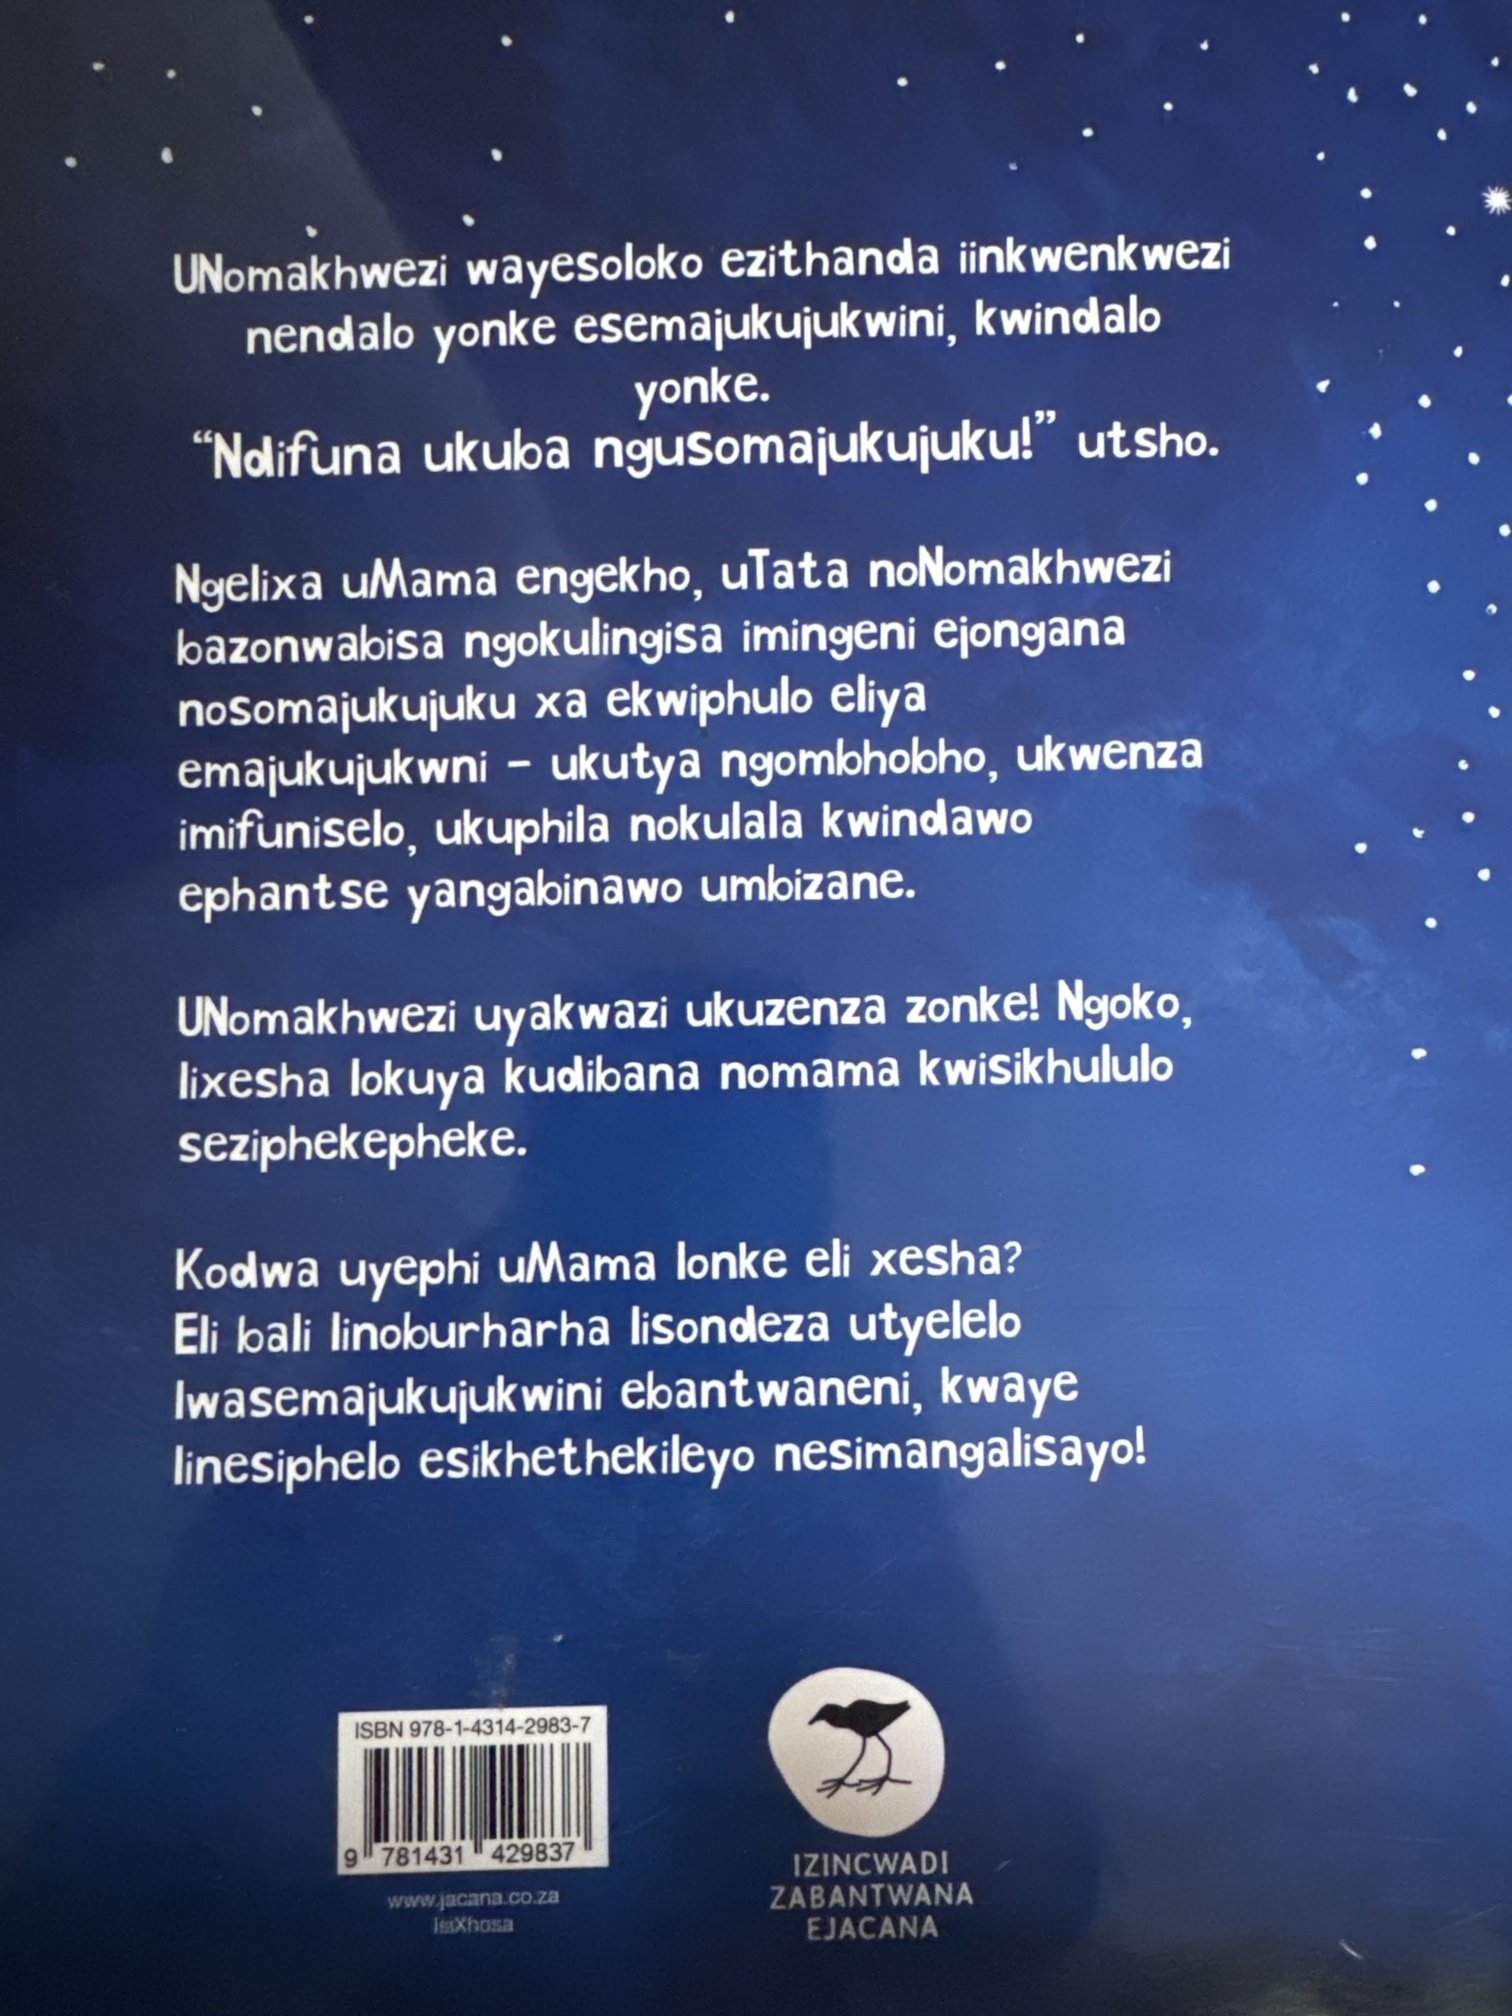 UNomakhwezi wayesoloko ezithanda iinkwenkwezi
nendalo yonke esemajukujukwini, kwindalo
yonke.
“Ndifuna ukuba ngusomajukujuku!” utsho.
Ngelixa uMama engekho, uTata noNomakhwezi
bazonwabisa ngokulingisa imingeni ejongana
nosomajukujuku xa ekwiphulo eliya
emajukujukwni – ukutya ngombhobho, ukwenza
imifuniselo, ukuphila nokulala kwindawo
ephantse yangabinawo umbizane.
UNomakhwezi uyakwazi ukuzenza zonke! Ngoko,
lixesha lokuya kudibana nomama kwisikhululo
seziphekepheke.
Kodwa uyephi uMama lonke eli xesha?
Eli bali linoburharha lisondeza utyelelo
lwasemajukujukwini ebantwaneni, kwaye
linesiphelo esikhethekileyo nesimangalisayo!
ISBN 978-1-4314-2983-7
9 781431 429837
www.jacana.co.za
IsiXhosa
IZINCWADI
ZABANTWANA
EJACANA